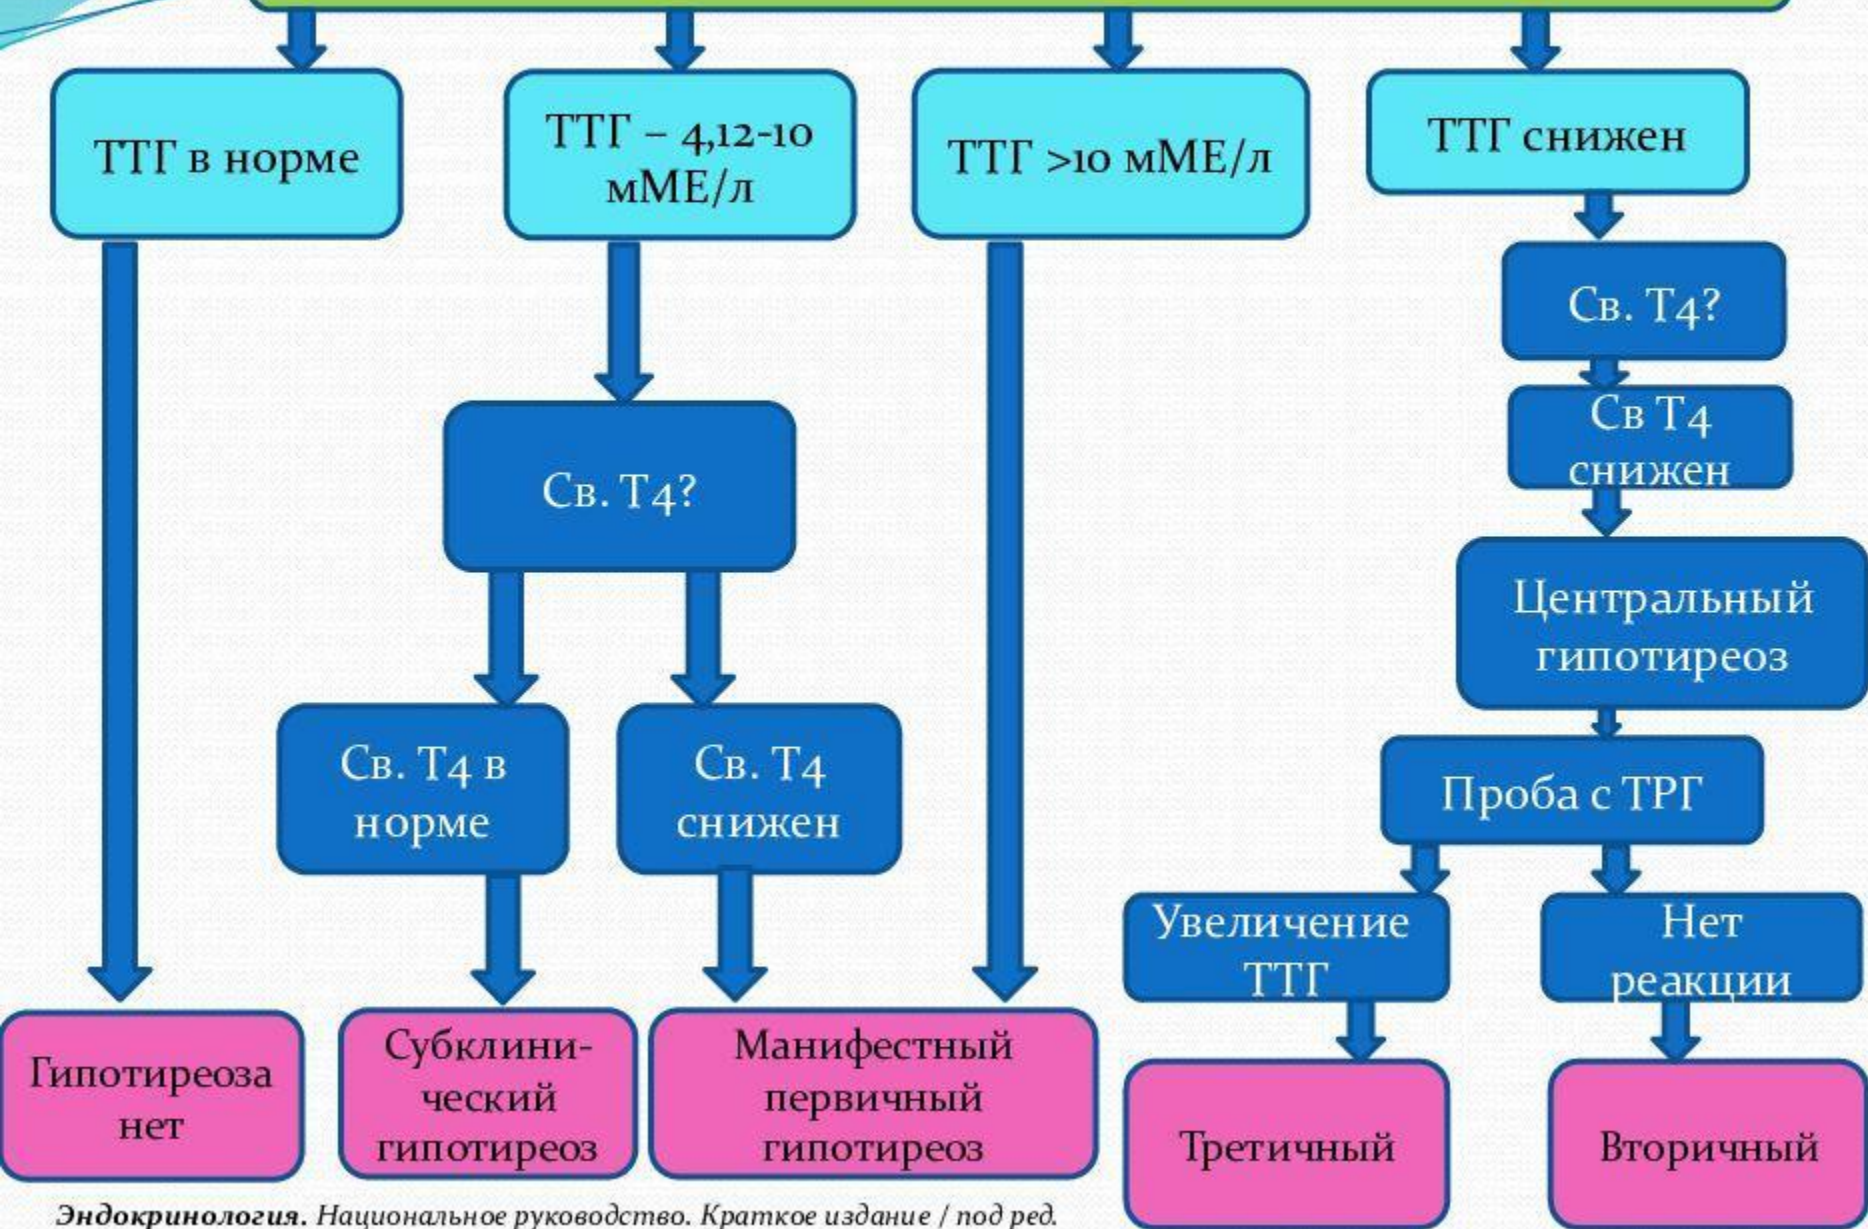 ТТГ в норме
ТТГ – 4,12-10
мМЕ/л
ТТГ >10 мМЕ/л
ТТГ снижен
Св. Т4?
Св Т4
снижен
Св. Т4?
Центральный
гипотиреоз
Св. Т4 в
норме
Св. Т4
снижен
Проба с ТРГ
Увеличение
ТТГ
Нет
реакции
Гипотиреоза
нет
Субклини-
ческий
гипотиреоз
Манифестный
первичный
гипотиреоз
Третичный
Вторичный
Эндокринология. Национальное руководство. Краткое издание / под ред.